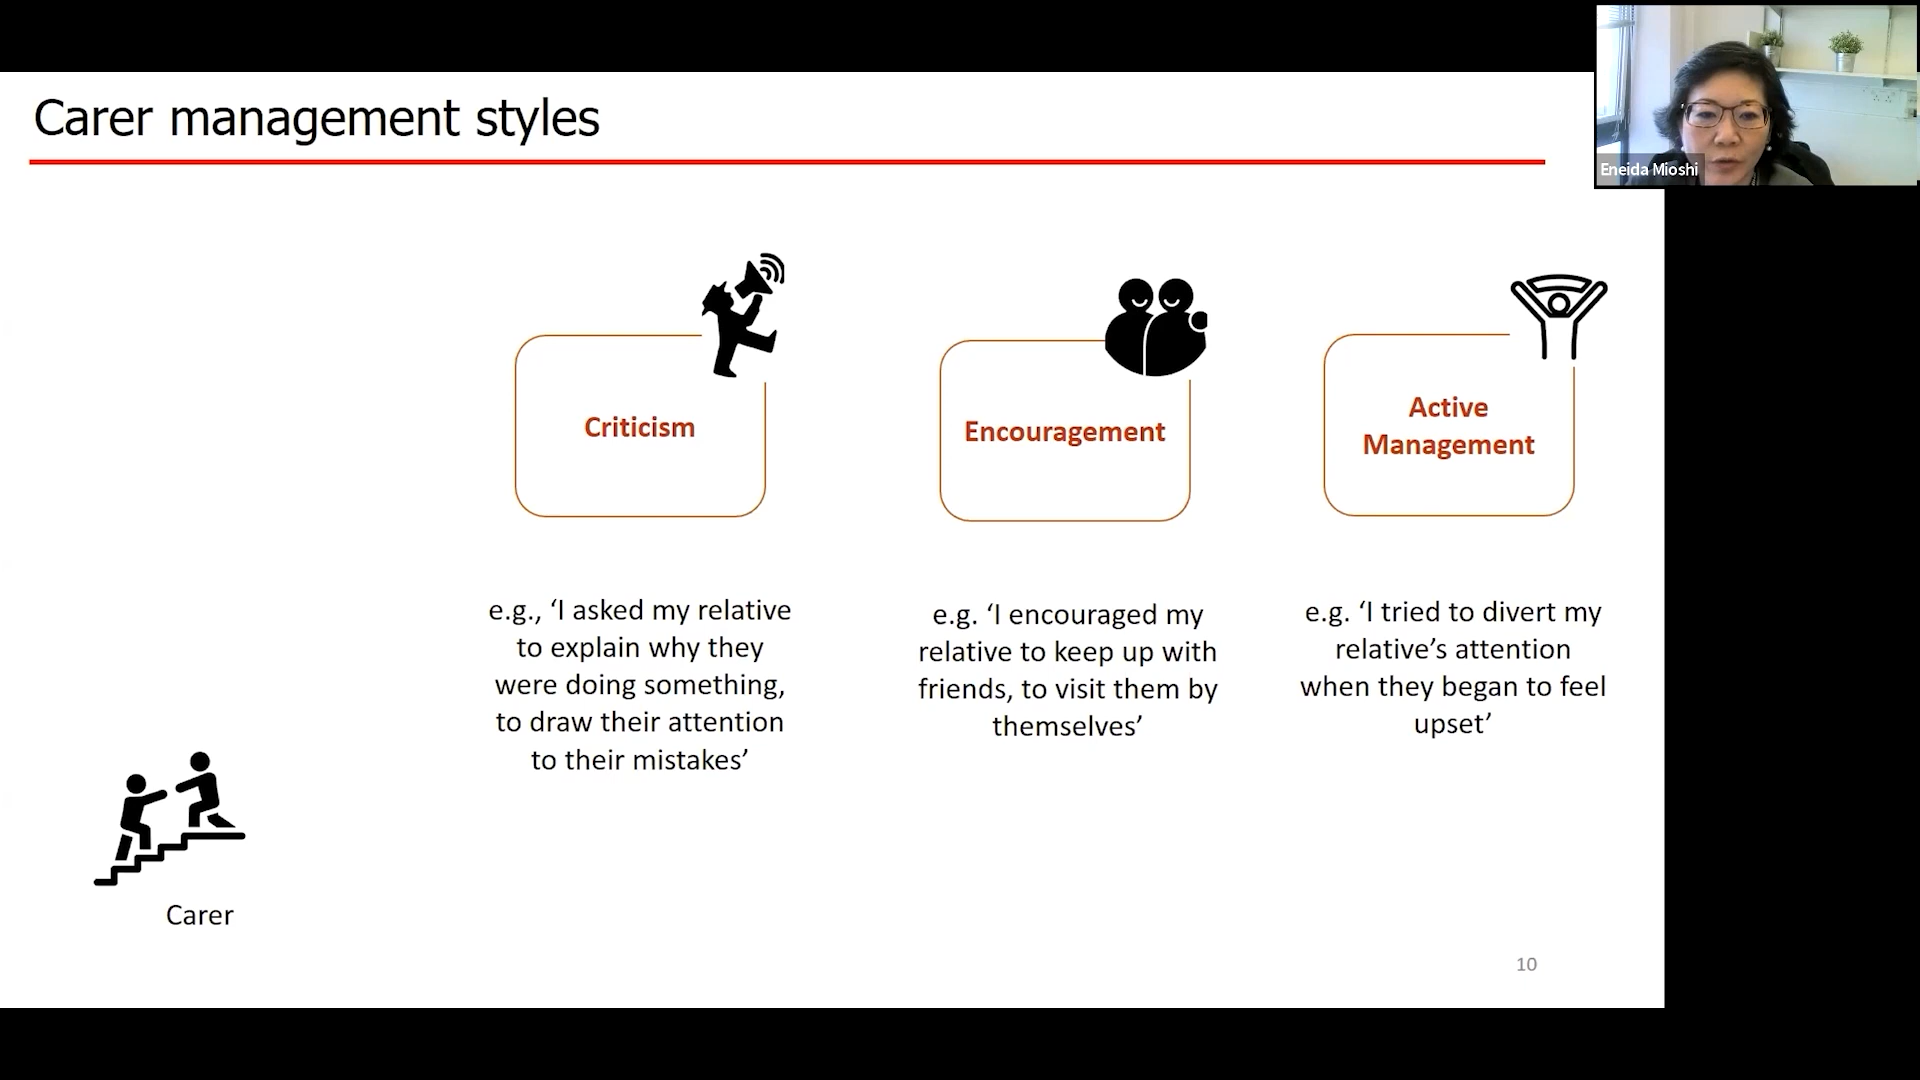 Carer management styles
Eneida Mioshi
Criticism
Encouragement
Active
Management
e.g., ‘I asked my relative
to explain why they
were doing something,
to draw their attention
to their mistakes’
e.g. ‘I encouraged my
relative to keep up with
friends, to visit them by
themselves’
e.g. ‘I tried to divert my
relative’s attention
when they began to feel
upset’
Carer
10